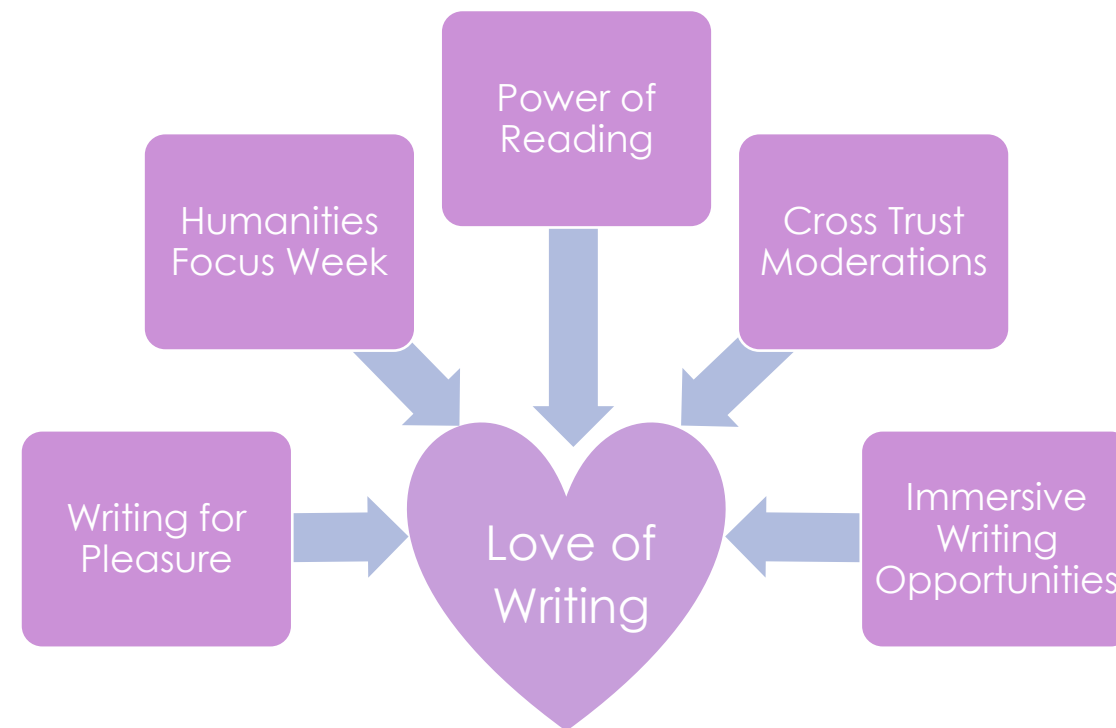 Power of
Reading
Humanities
Focus Week
Cross Trust
Moderations
Writing for
Pleasure
Love of
Writing
Immersive
Writing
Opportunities